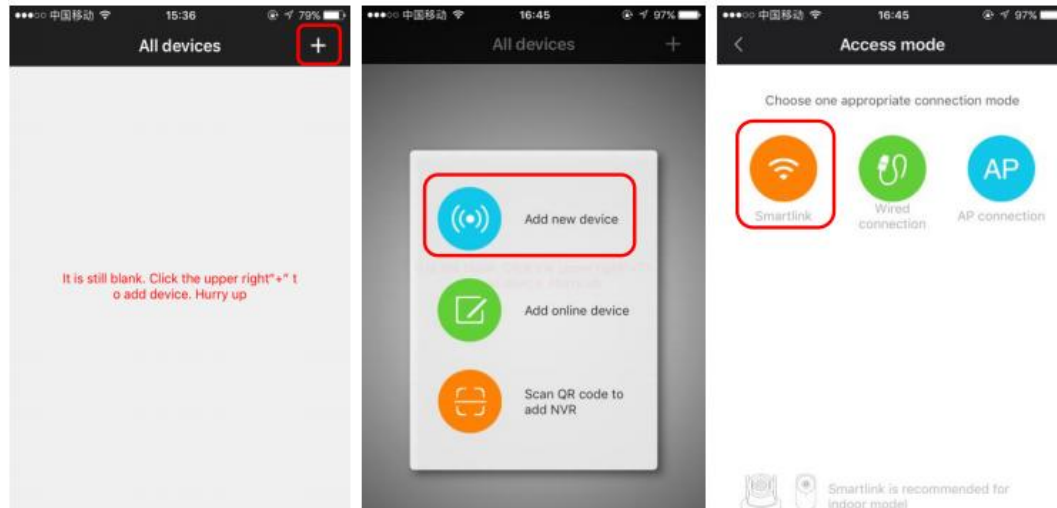 中国移动 15:36 79%
All devices +
It is still blank. Click the upper right"+" t
o add device. Hurry up
中国移动 16:45 97%
All devices +
Add new device
Add online device
Scan QR code to
add NVR
中国移动 16:45 97%
Access mode
Choose one appropriate connection mode
AP
Smartlink
Wired
connection
AP connection
Smartlink is recommended for
indoor model